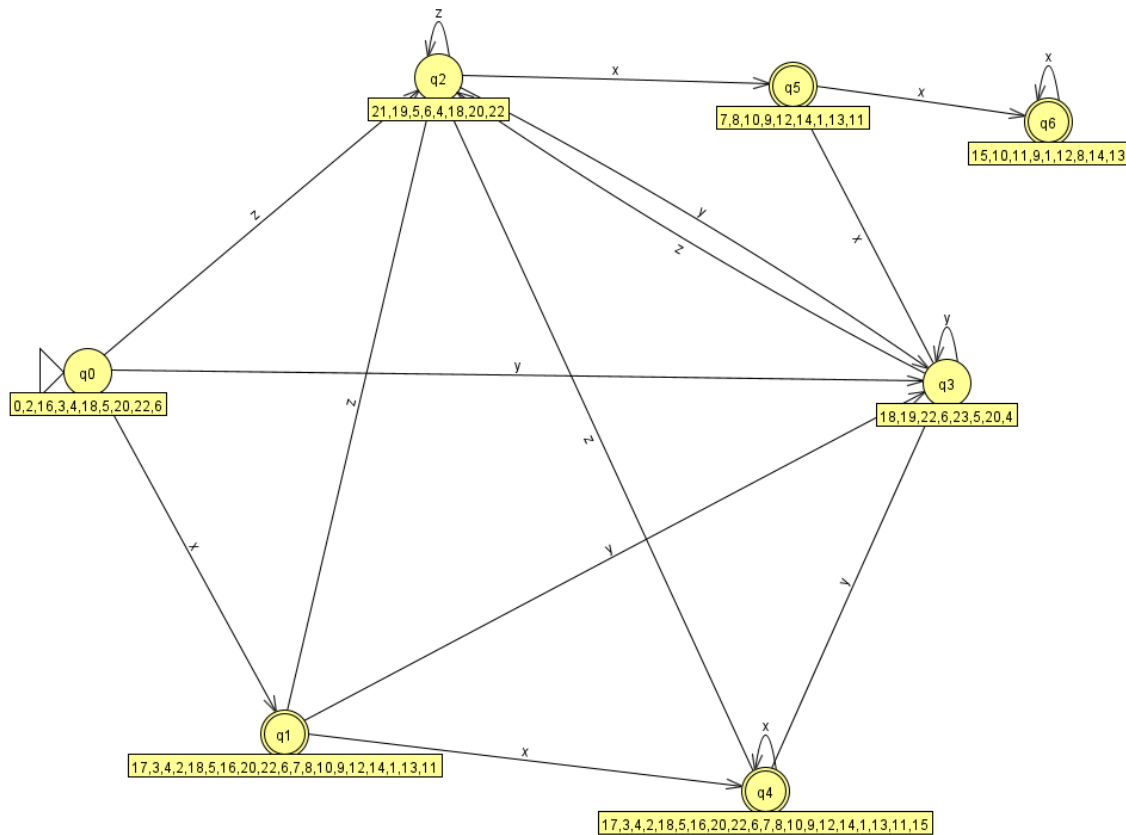 z
q2
21,19,5,6,4,18,20,22
x
q5
7,8,10,9,12,14,1,13,11
x
x
q6
15,10,11,9,1,12,8,14,13
z
y
z
x
y
q3
18,19,22,6,23,5,20,4
q0
0,2,16,3,4,18,5,20,22,6
y
z
z
x
y
y
q1
17,3,4,2,18,5,16,20,22,6,7,8,10,9,12,14,1,13,11
x
x
q4
17,3,4,2,18,5,16,20,22,6,7,8,10,9,12,14,1,13,11,15